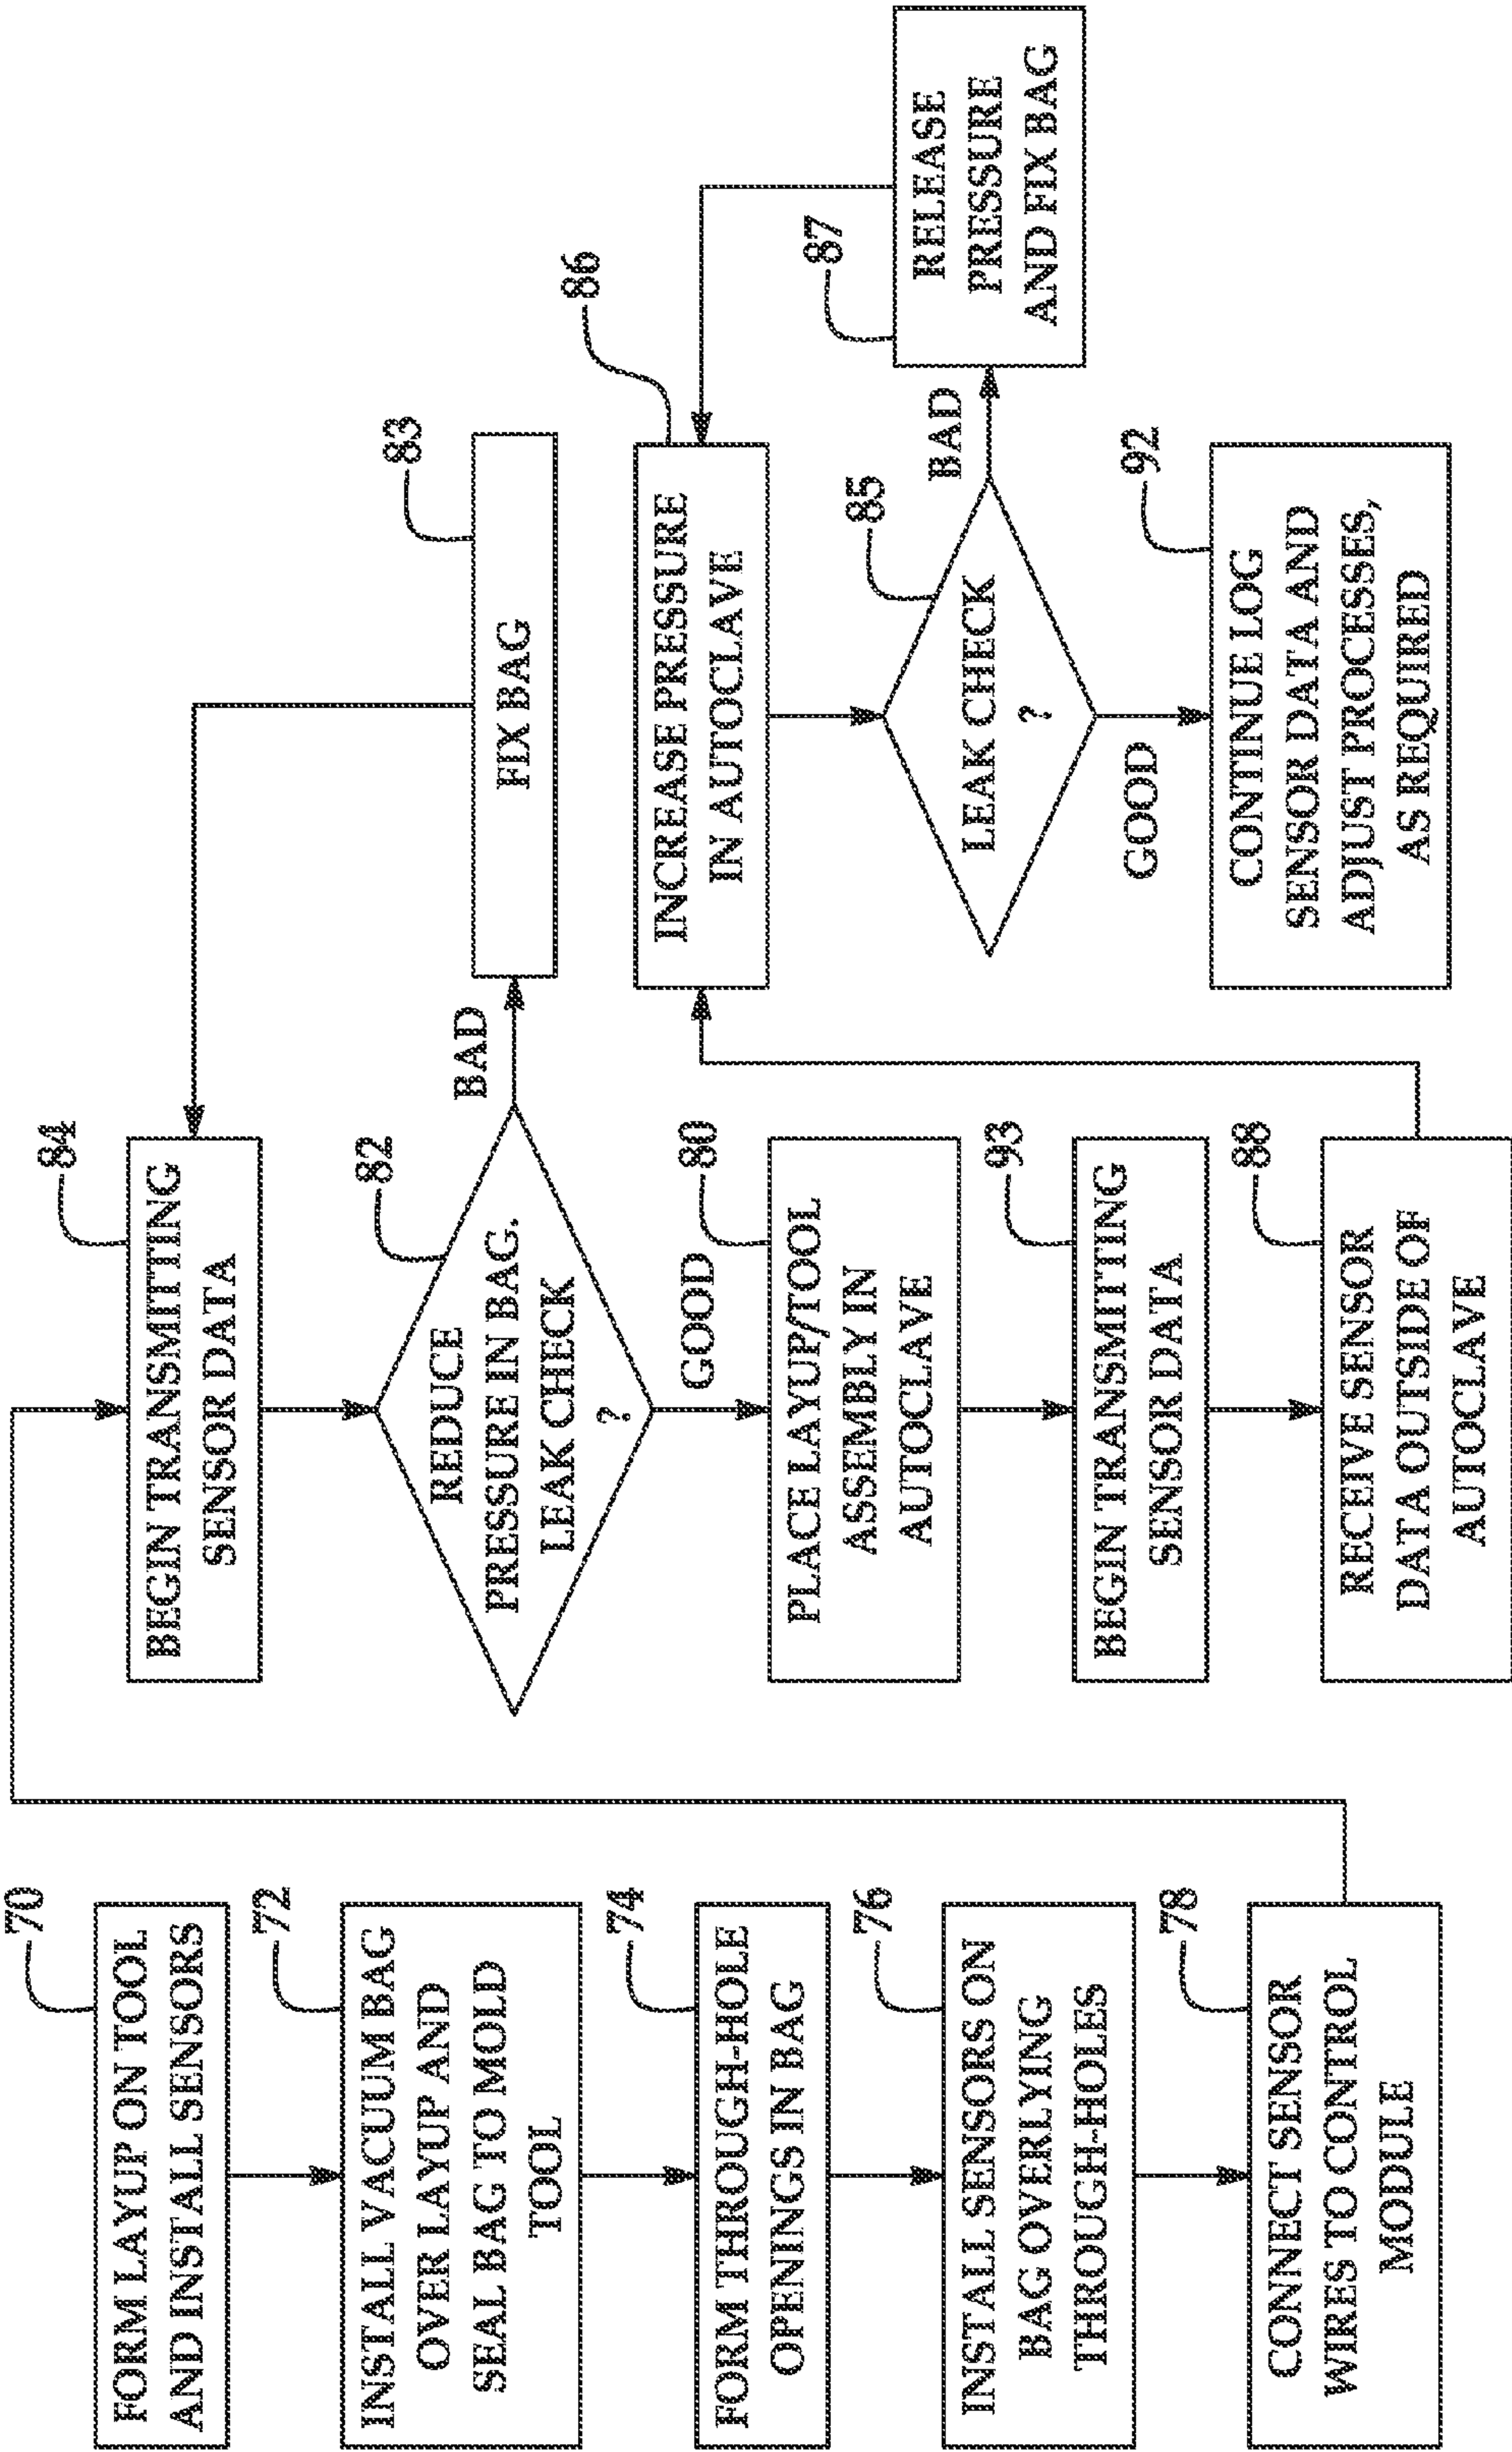 70
FORM LAYUP ON TOOL
AND INSTALL SENSORS
72
INSTALL VACUUM BAG
OVER LAYUP AND
SEAL BAG TO MOLD
TOOL
74
FORM THROUGH-HOLE
OPENINGS IN BAG
76
INSTALL SENSORS ON
BAG OVERLYING
THROUGH-HOLES
78
CONNECT SENSOR
WIRES TO CONTROL
MODULE
84
BEGIN TRANSMITTING
SENSOR DATA
82
REDUCE
PRESSURE IN BAG.
LEAK CHECK
?
BAD
GOOD
83
FIX BAG
80
PLACE LAYUP/TOOL
ASSEMBLY IN
AUTOCLAVE
93
BEGIN TRANSMITTING
SENSOR DATA
88
RECEIVE SENSOR
DATA OUTSIDE OF
AUTOCLAVE
86
INCREASE PRESSURE
IN AUTOCLAVE
85
LEAK CHECK
?
BAD
GOOD
87
RELEASE
PRESSURE
AND FIX BAG
92
CONTINUE LOG
SENSOR DATA AND
ADJUST PROCESSES,
AS REQUIRED